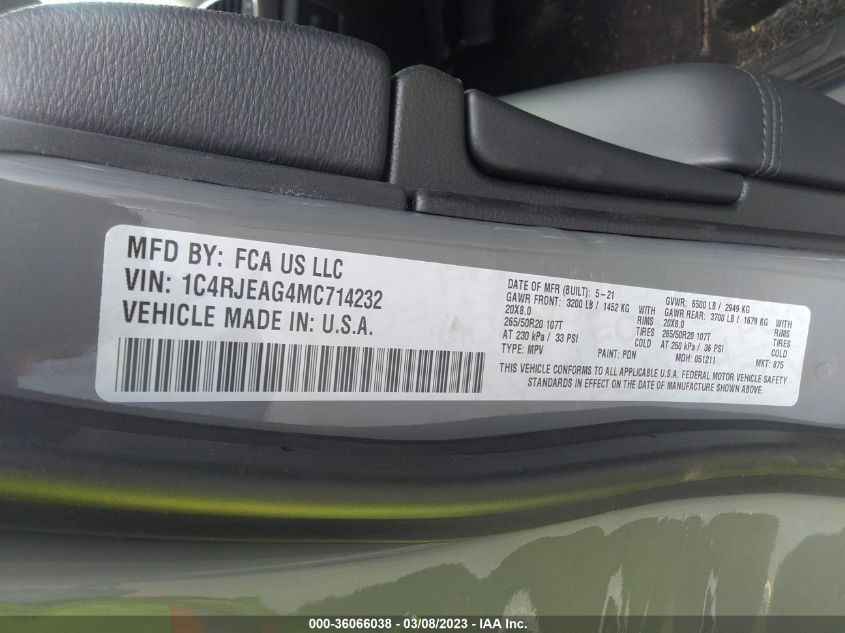 MFD BY: FCA US LLC
VIN: 1C4RJEAG4MC714232
VEHICLE MADE IN: U.S.A.
DATE OF MFR (BUILT): 5-21
GAWR FRONT: 3200 LB / 1452 KG WITH
20X8.0 RIMS
265/50R20 107T TIRES
AT 230 kPa / 33 PSI COLD
TYPE: MPV PAINT: PDN
GVWR: 6500 LB / 2949 KG
GAWR REAR: 3700 LB / 1679 KG WITH
20X8.0 RIMS
265/50R20 107T TIRES
AT 250 kPa / 36 PSI COLD
MDH: 051211 MKT: 875
THIS VEHICLE CONFORMS TO ALL APPLICABLE U.S.A. FEDERAL MOTOR VEHICLE SAFETY
STANDARDS IN EFFECT ON THE DATE OF MANUFACTURE SHOWN ABOVE.
000-36066038 - 03/08/2023 - IAA Inc.